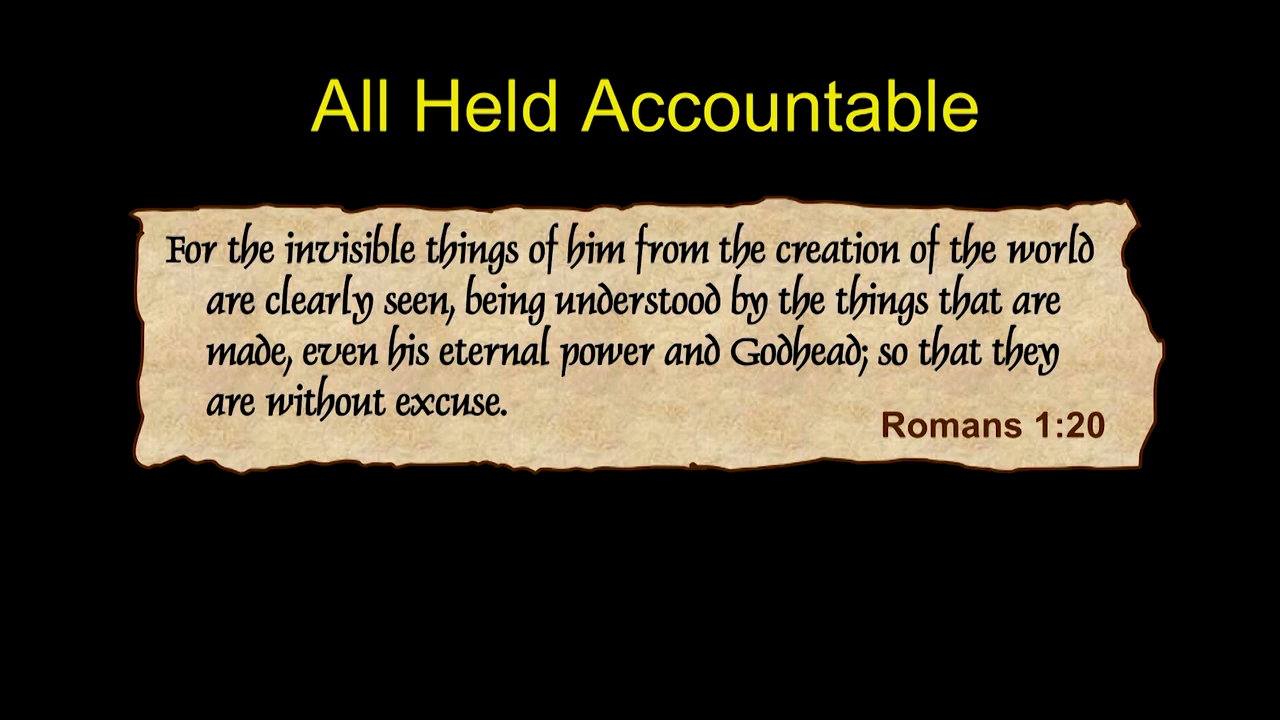 All Held Accountable
For the invisible things of him from the creation of the world
are clearly seen, being understood by the things that are
made, even his eternal power and Godhead; so that they
are without excuse.
Romans 1:20